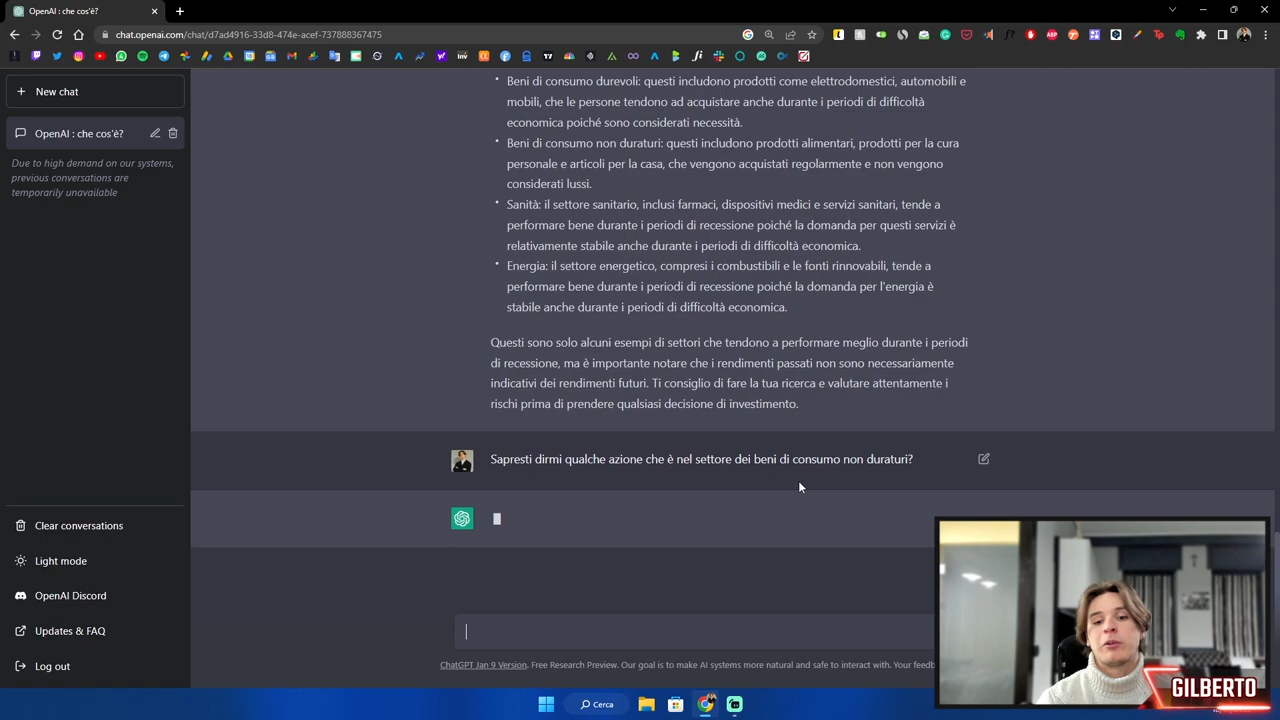 OpenAI : che cos'è?
chat.openai.com/chat/d7ad4916-33d8-474e-acef-737888367475
New chat
OpenAI : che cos'è?
Due to high demand on our systems,
previous conversations are
temporarily unavailable
Beni di consumo durevoli: questi includono prodotti come elettrodomestici, automobili e
mobili, che le persone tendono ad acquistare anche durante i periodi di difficoltà
economica poiché sono considerati necessità.
Beni di consumo non duraturi: questi includono prodotti alimentari, prodotti per la cura
personale e articoli per la casa, che vengono acquistati regolarmente e non vengono
considerati lussi.
Sanità: il settore sanitario, inclusi farmaci, dispositivi medici e servizi sanitari, tende a
performare bene durante i periodi di recessione poiché la domanda per questi servizi è
relativamente stabile anche durante i periodi di difficoltà economica.
Energia: il settore energetico, compresi i combustibili e le fonti rinnovabili, tende a
performare bene durante i periodi di recessione poiché la domanda per l'energia è
stabile anche durante i periodi di difficoltà economica.
Questi sono solo alcuni esempi di settori che tendono a performare meglio durante i periodi
di recessione, ma è importante notare che i rendimenti passati non sono necessariamente
indicativi dei rendimenti futuri. Ti consiglio di fare la tua ricerca e valutare attentamente i
rischi prima di prendere qualsiasi decisione di investimento.
Sapresti dirmi qualche azione che è nel settore dei beni di consumo non duraturi?
Clear conversations
Light mode
OpenAI Discord
Updates & FAQ
Log out
ChatGPT Jan 9 Version. Free Research Preview. Our goal is to make AI systems more natural and safe to interact with. Your feedb
GILBERTO
Cerca